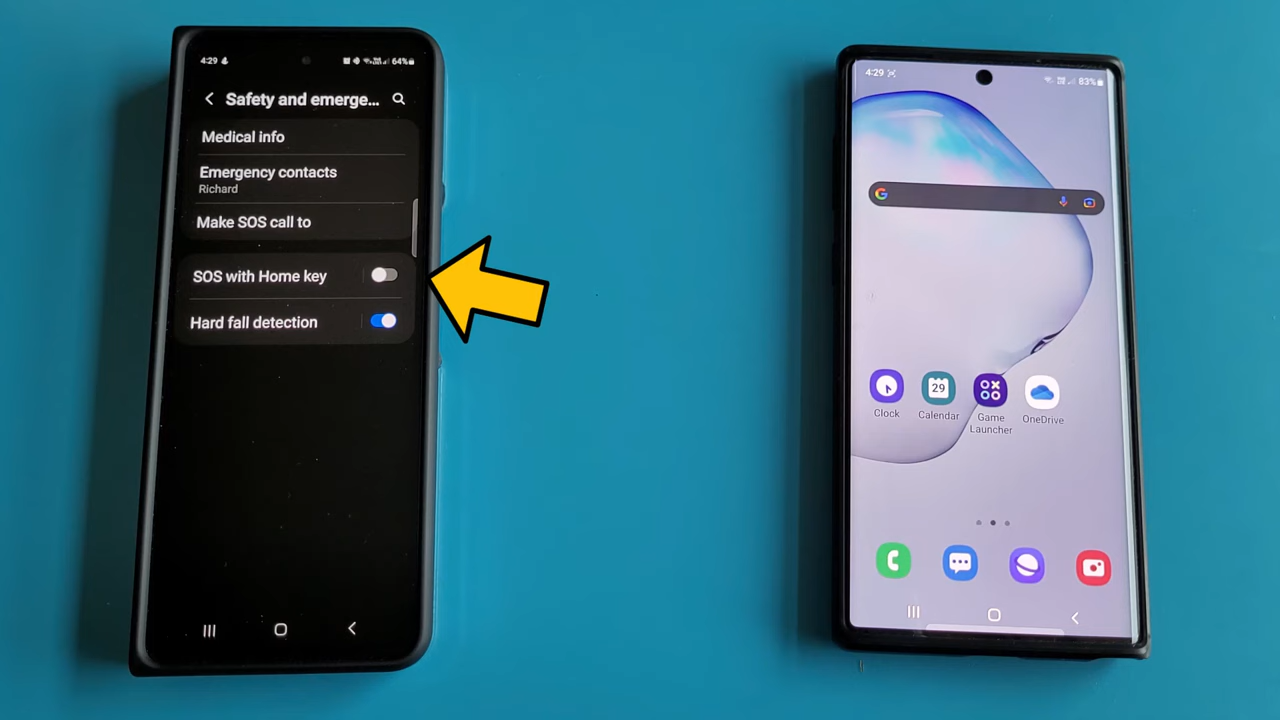 4:29
64%
Safety and emerge...
Medical info
Emergency contacts
Richard
Make SOS call to
SOS with Home key
Hard fall detection
4:29
83%
G
29
Clock
Calendar
Game
Launcher
OneDrive